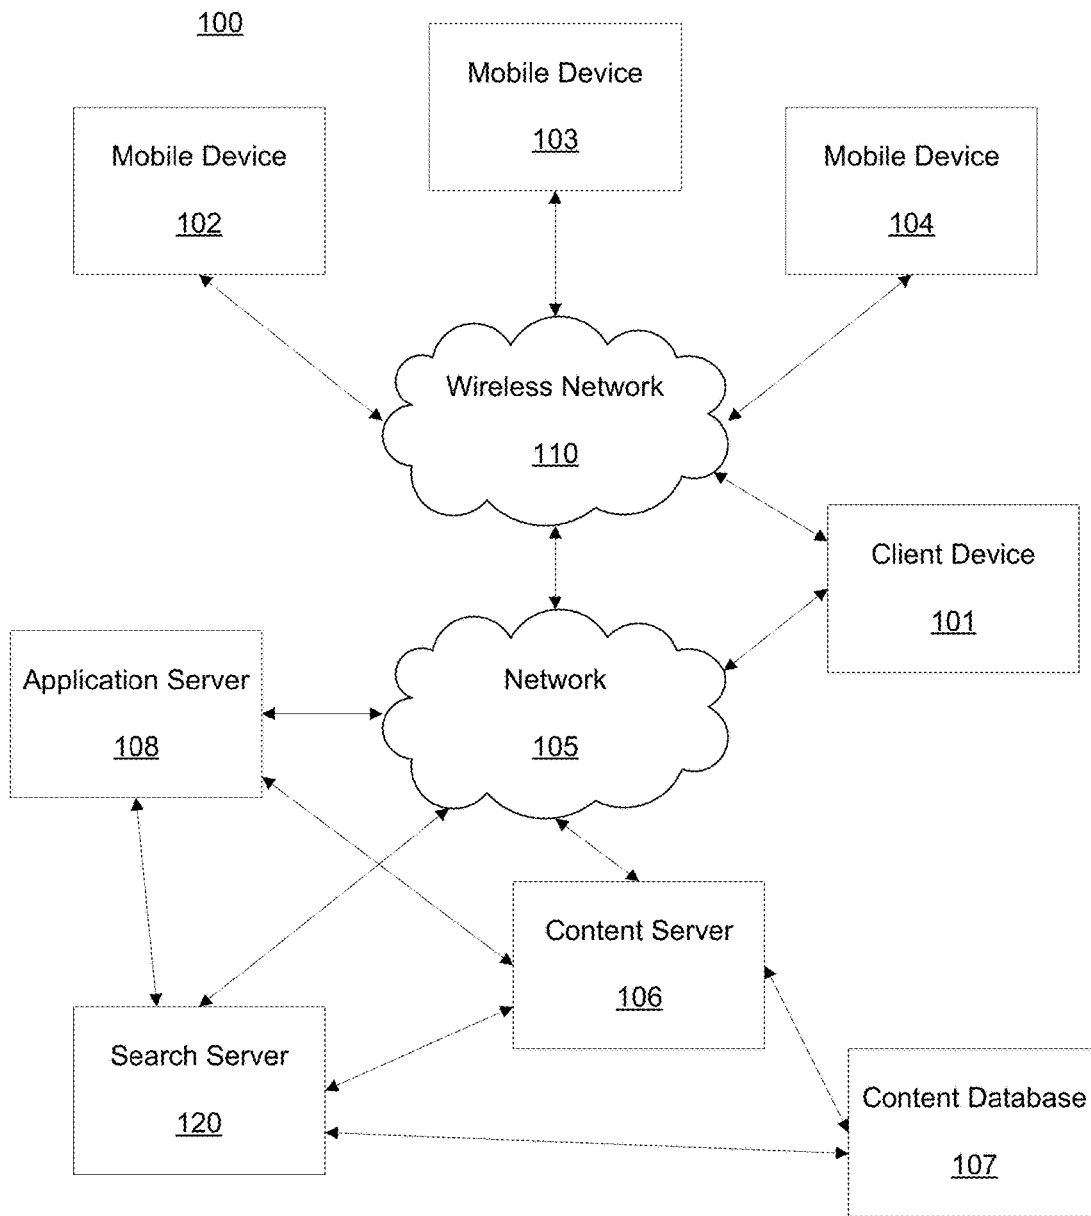 100
Mobile Device
103
Mobile Device
102
Mobile Device
104
Wireless Network
110
Client Device
101
Application Server
108
Network
105
Content Server
106
Search Server
120
Content Database
107